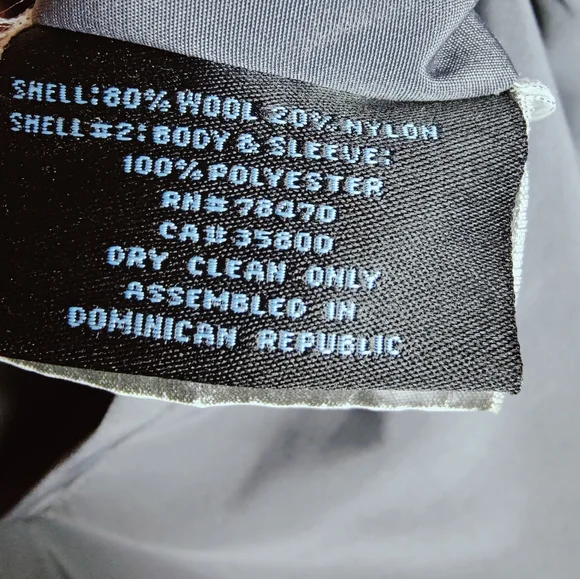 SHELL: 80% WOOL 20% NYLON
SHELL #2: BODY & SLEEVE:
100% POLYESTER
RN# 78470
CA# 35800
DRY CLEAN ONLY
ASSEMBLED IN
DOMINICAN REPUBLIC